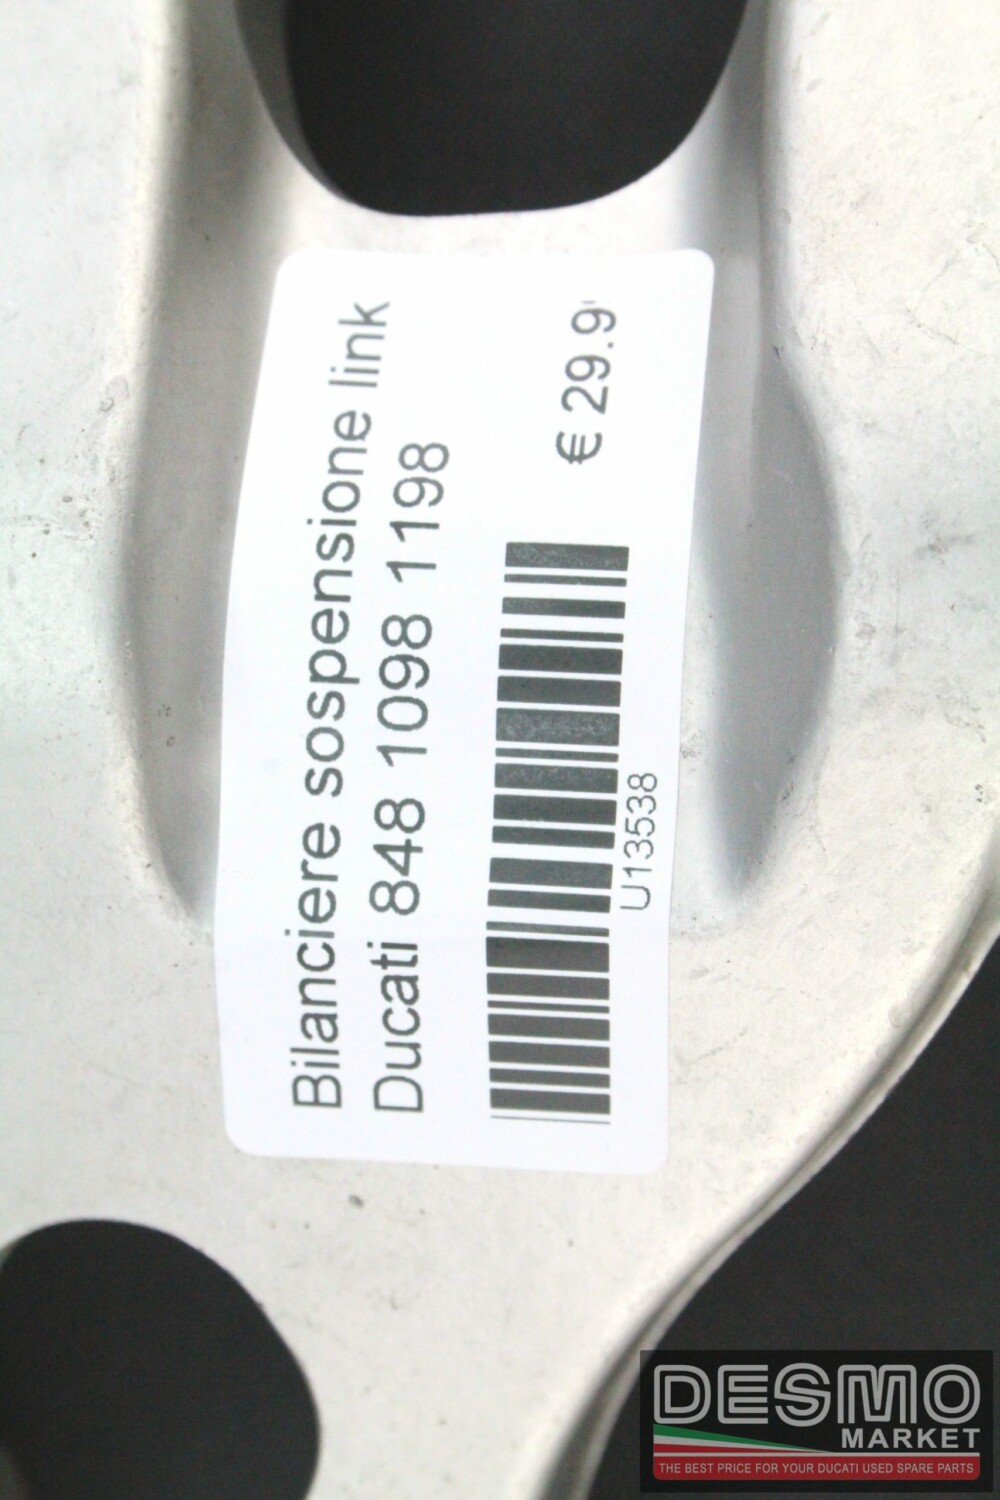 Bilanciere sospensione link
Ducati 848 1098 1198
€ 29.9
U13538
DESMO
MARKET
THE BEST PRICE FOR YOUR DUCATI USED SPARE PARTS